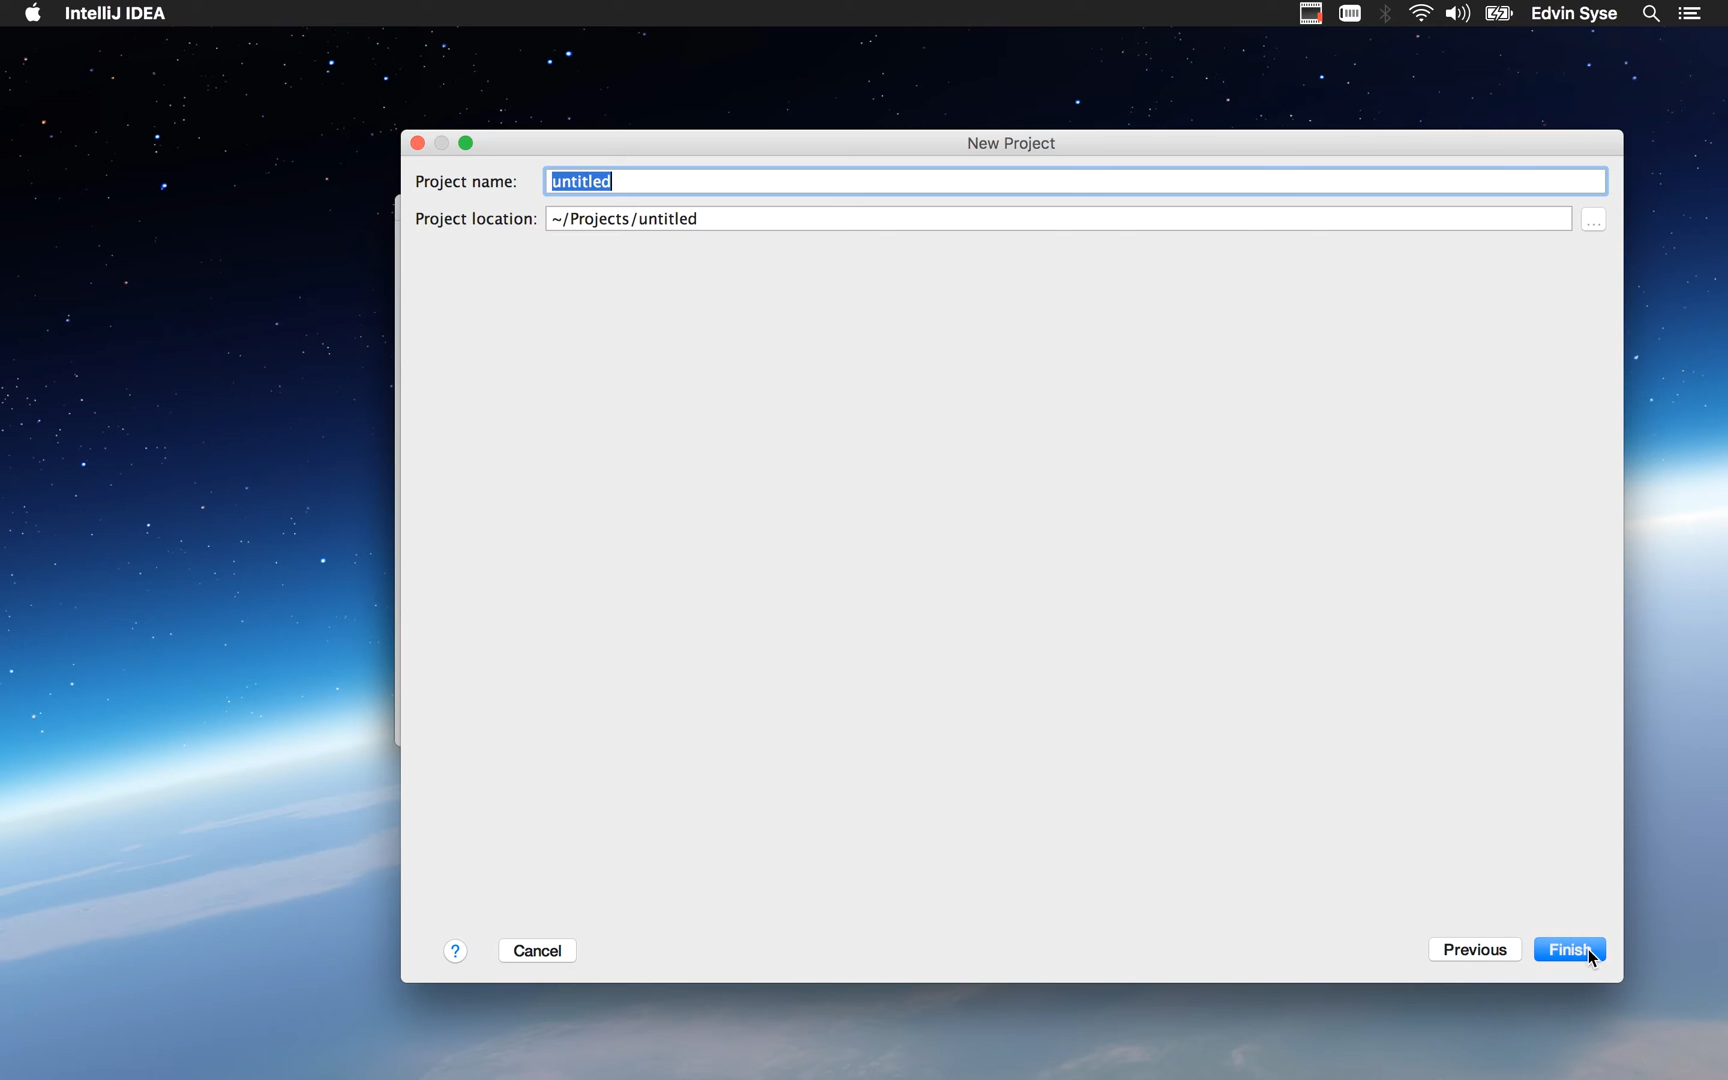 IntelliJ IDEA
Edvin Syse
New Project
Project name: untitled
Project location: ~/Projects/untitled ...
? Cancel
Previous Finish